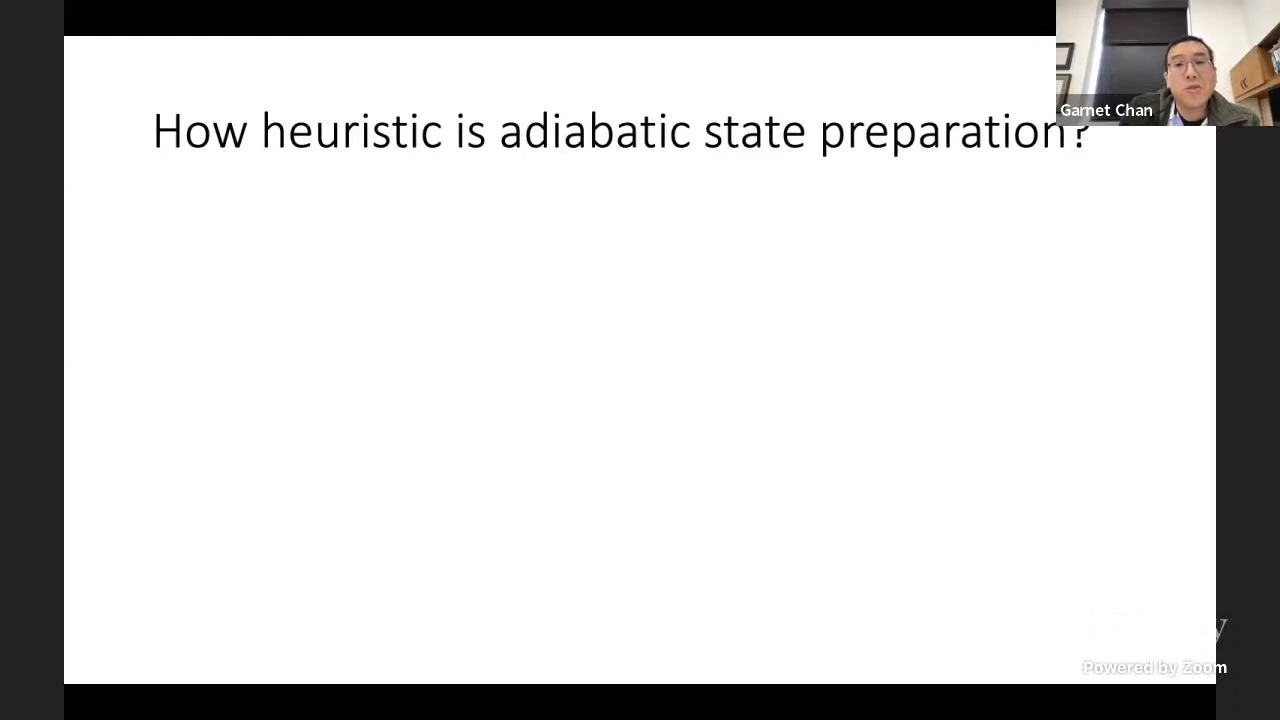 How heuristic is adiabatic state preparation?
Garnet Chan
Powered by Zoom